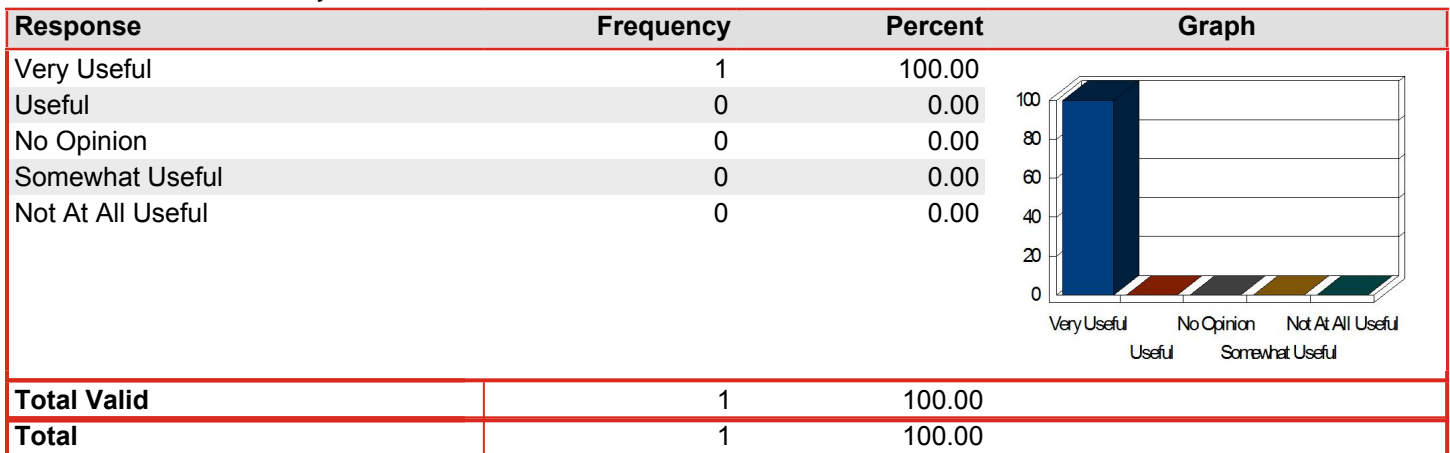 Response Frequency Percent Graph
Very Useful 1 100.00
Useful 0 0.00
No Opinion 0 0.00
Somewhat Useful 0 0.00
Not At All Useful 0 0.00
100
80
60
40
20
0
Very Useful No Opinion Not At All Useful
Useful Somewhat Useful
Total Valid 1 100.00
Total 1 100.00